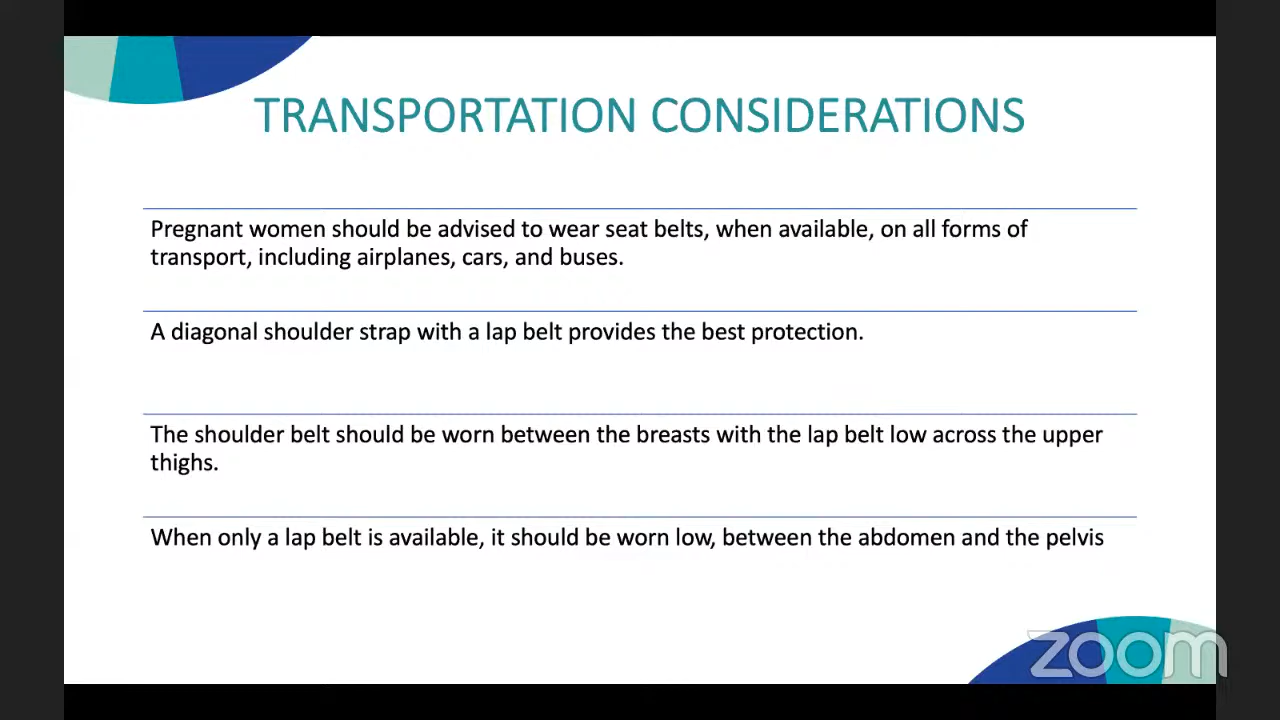 TRANSPORTATION CONSIDERATIONS
Pregnant women should be advised to wear seat belts, when available, on all forms of
transport, including airplanes, cars, and buses.
A diagonal shoulder strap with a lap belt provides the best protection.
The shoulder belt should be worn between the breasts with the lap belt low across the upper
thighs.
When only a lap belt is available, it should be worn low, between the abdomen and the pelvis
zoom